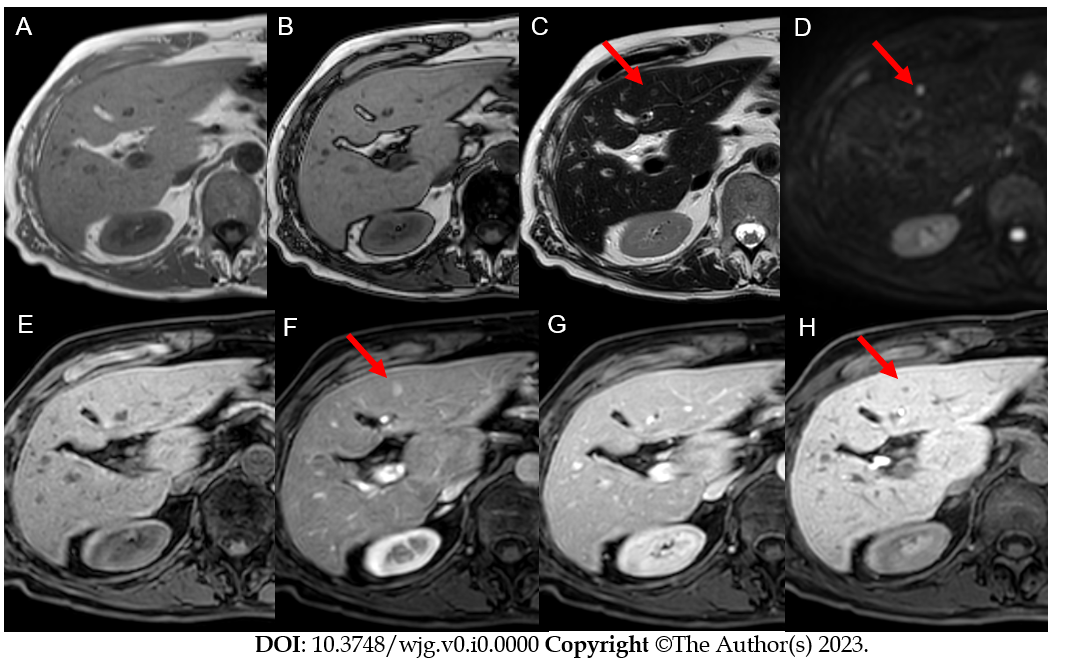 A B C D
E F G H
DOI: 10.3748/wjg.v0.i0.0000 Copyright ©The Author(s) 2023.